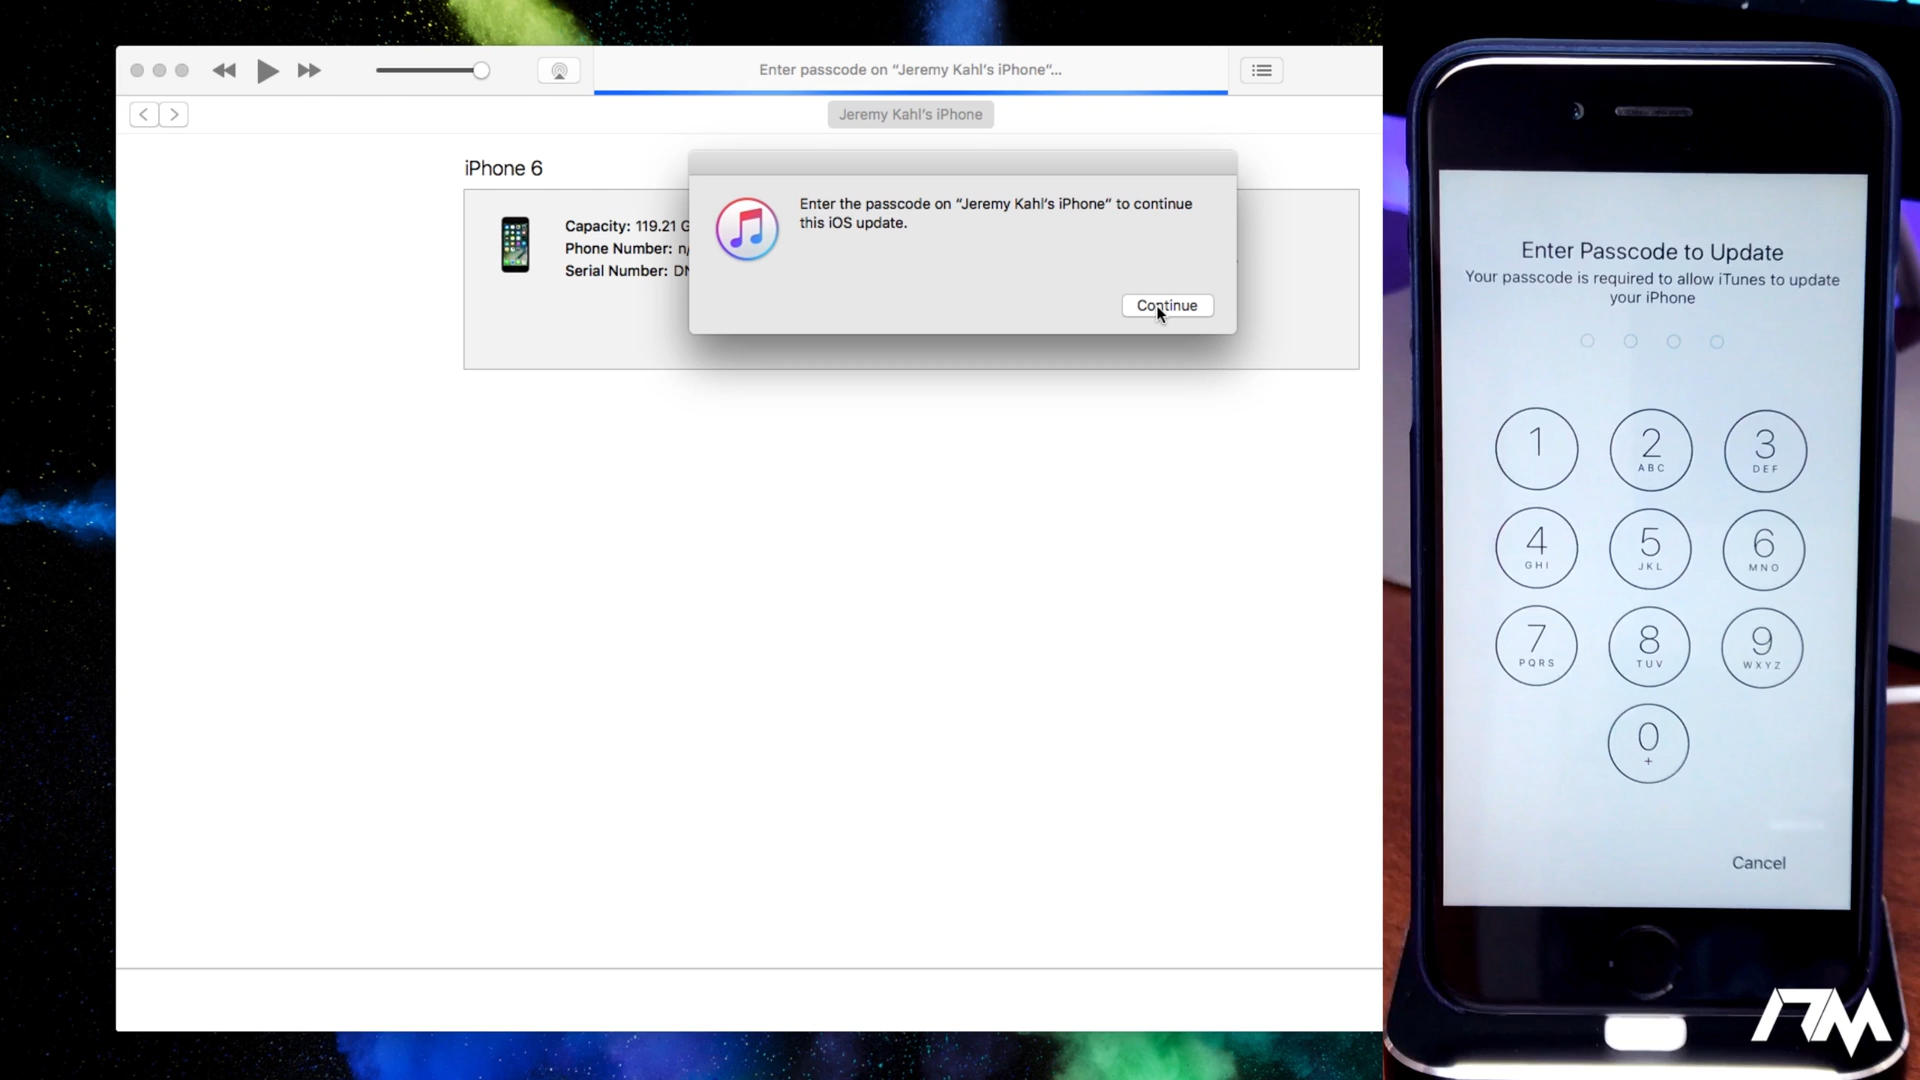 Enter passcode on “Jeremy Kahl’s iPhone”...
Jeremy Kahl’s iPhone
iPhone 6
Capacity: 119.21 G
Phone Number: n/
Serial Number: DN
Enter the passcode on “Jeremy Kahl’s iPhone” to continue
this iOS update.
Continue
Enter Passcode to Update
Your passcode is required to allow iTunes to update
your iPhone
1
2
ABC
3
DEF
4
GHI
5
JKL
6
MNO
7
PQRS
8
TUV
9
WXYZ
0
+
Cancel